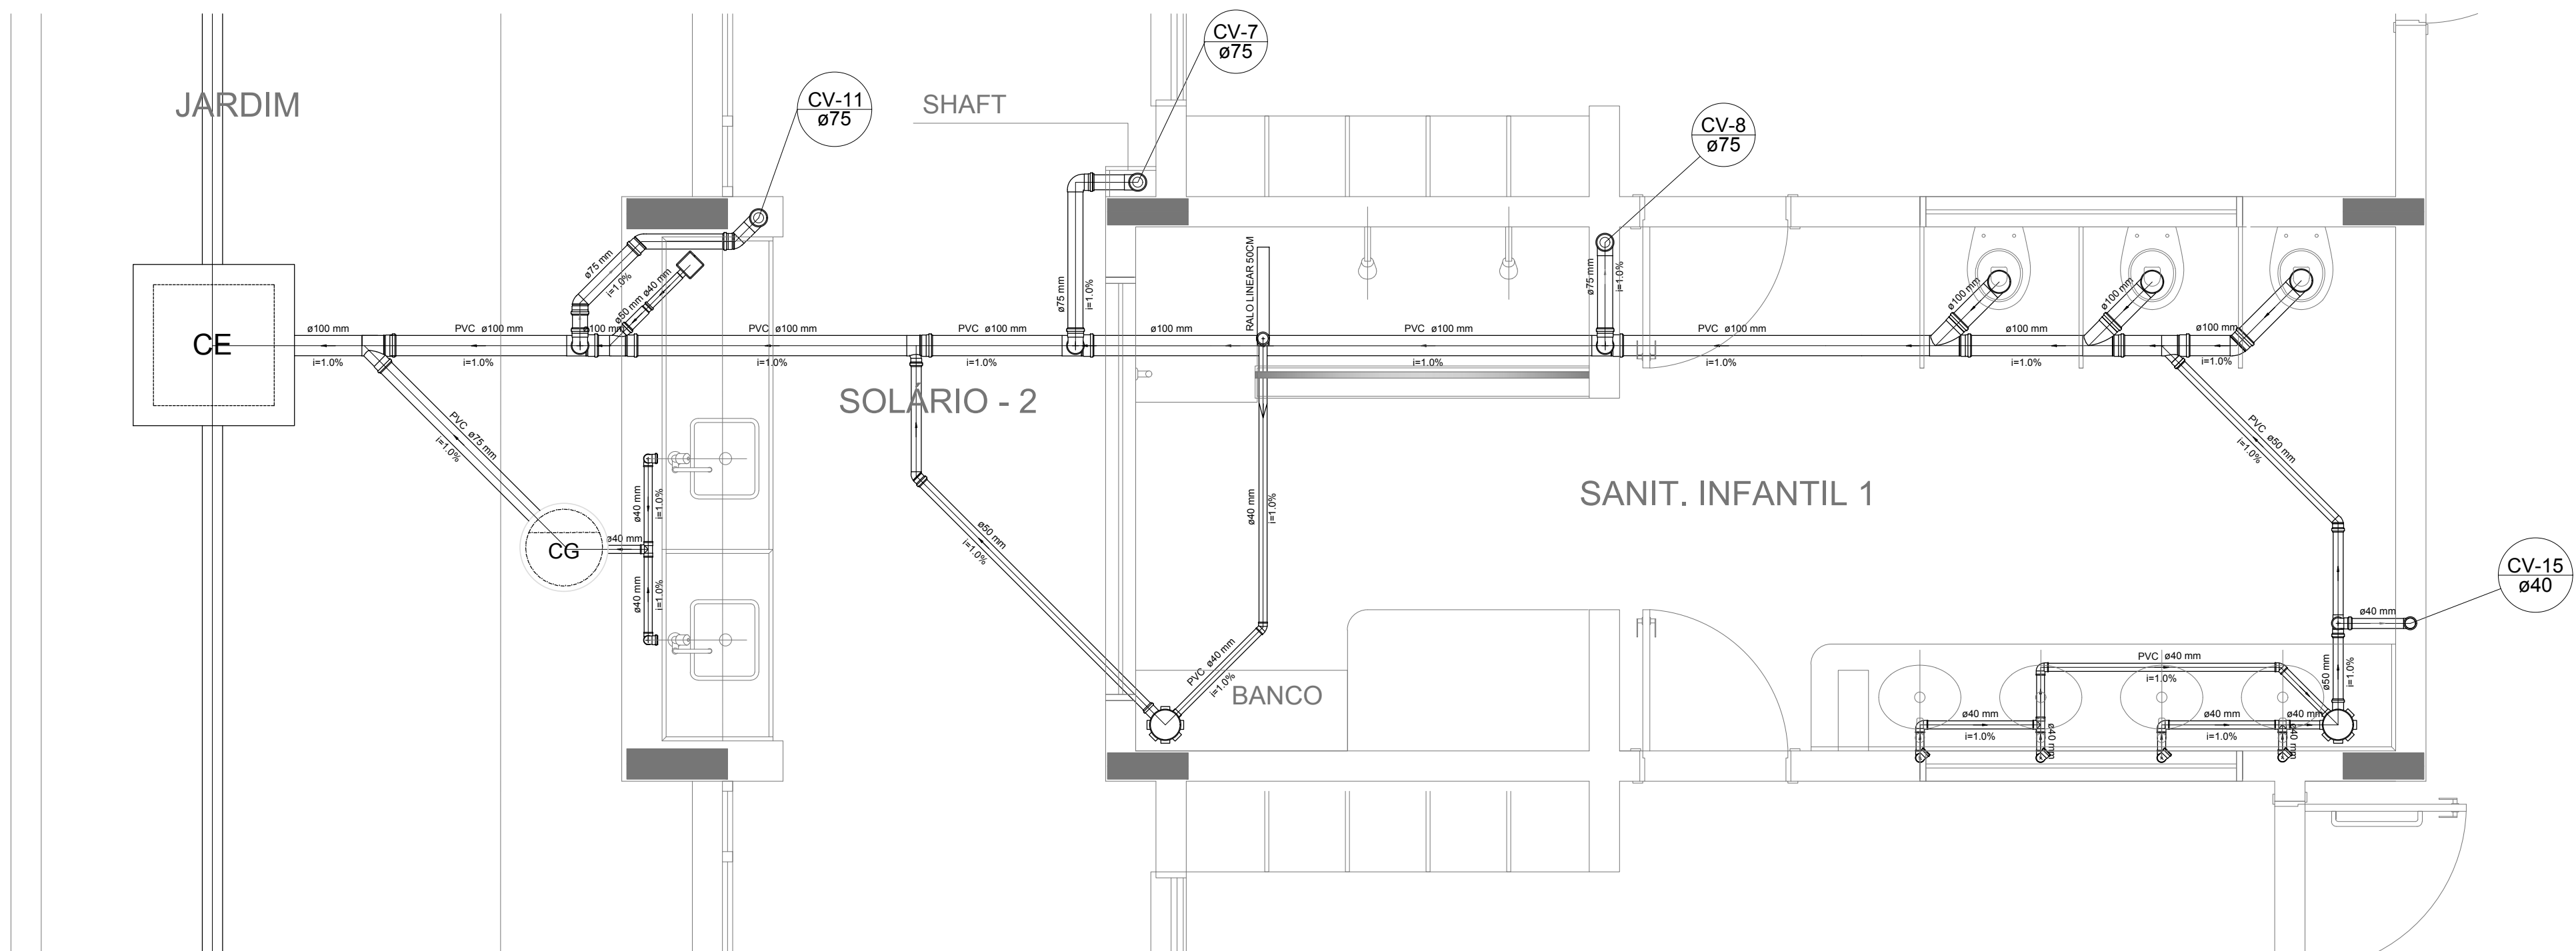 CV-7
ø75
CV-11
ø75
JARDIM
SHAFT
CV-8
ø75
RALO LINEAR 50CM
ø75 mm
i=1.0%
ø50 mm ø40 mm
ø75 mm
i=1.0%
ø75 mm
i=1.0%
ø100 mm
ø100 mm
CE
ø100 mm
i=1.0%
PVC ø100 mm
i=1.0%
ø100 mm
PVC ø100 mm
i=1.0%
PVC ø100 mm
i=1.0%
ø100 mm
PVC ø100 mm
i=1.0%
PVC ø100 mm
i=1.0%
ø100 mm
i=1.0%
ø100 mm
i=1.0%
SOLÁRIO - 2
PVC ø75 mm
i=1.0%
PVC ø50 mm
i=1.0%
SANIT. INFANTIL 1
ø40 mm
i=1.0%
ø40 mm
CG
ø40 mm
i=1.0%
ø50 mm
i=1.0%
ø40 mm
i=1.0%
CV-15
ø40
ø40 mm
PVC ø40 mm
i=1.0%
BANCO
PVC ø40 mm
i=1.0%
ø50 mm
i=1.0%
ø40 mm
i=1.0%
ø40 mm
ø40 mm
i=1.0%
ø40 mm
ø40 mm